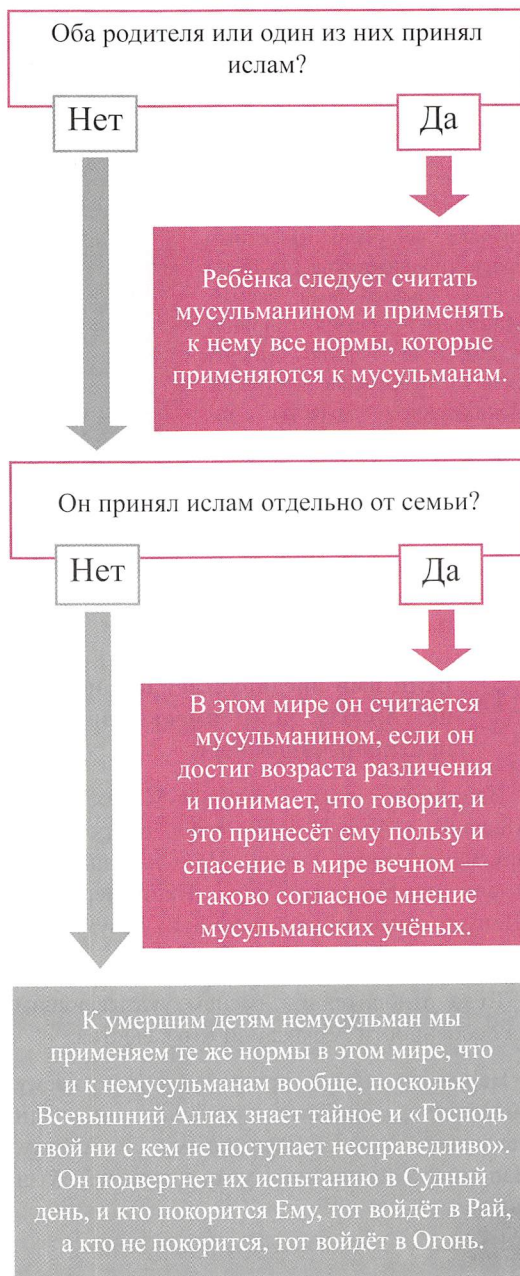 Оба родителя или один из них принял
ислам?
Нет
Да
Ребёнка следует считать
мусульманином и применять
к нему все нормы, которые
применяются к мусульманам.
Он принял ислам отдельно от семьи?
Нет
Да
В этом мире он считается
мусульманином, если он
достиг возраста различения
и понимает, что говорит, и
это принесёт ему пользу и
спасение в мире вечном —
таково согласное мнение
мусульманских учёных.
К умершим детям немусульман мы
применяем те же нормы в этом мире, что
и к немусульманам вообще, поскольку
Всевышний Аллах знает тайное и «Господь
твой ни с кем не поступает несправедливо».
Он подвергнет их испытанию в Судный
день, и кто покорится Ему, тот войдёт в Рай,
а кто не покорится, тот войдёт в Огонь.